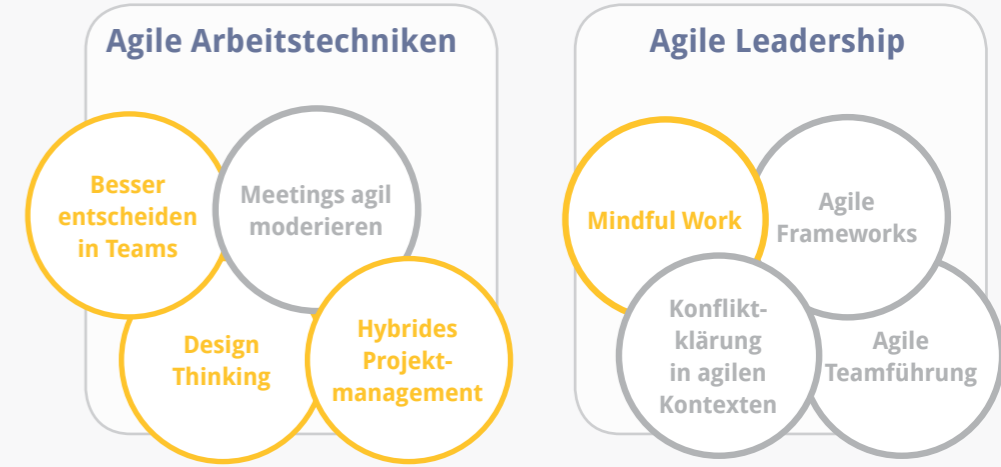 Agile Arbeitstechniken
Besser
entscheiden
in Teams
Meetings agil
moderieren
Design
Thinking
Hybrides
Projekt-
management
Agile Leadership
Mindful Work
Agile
Frameworks
Konflikt-
klärung
in agilen
Kontexten
Agile
Teamführung